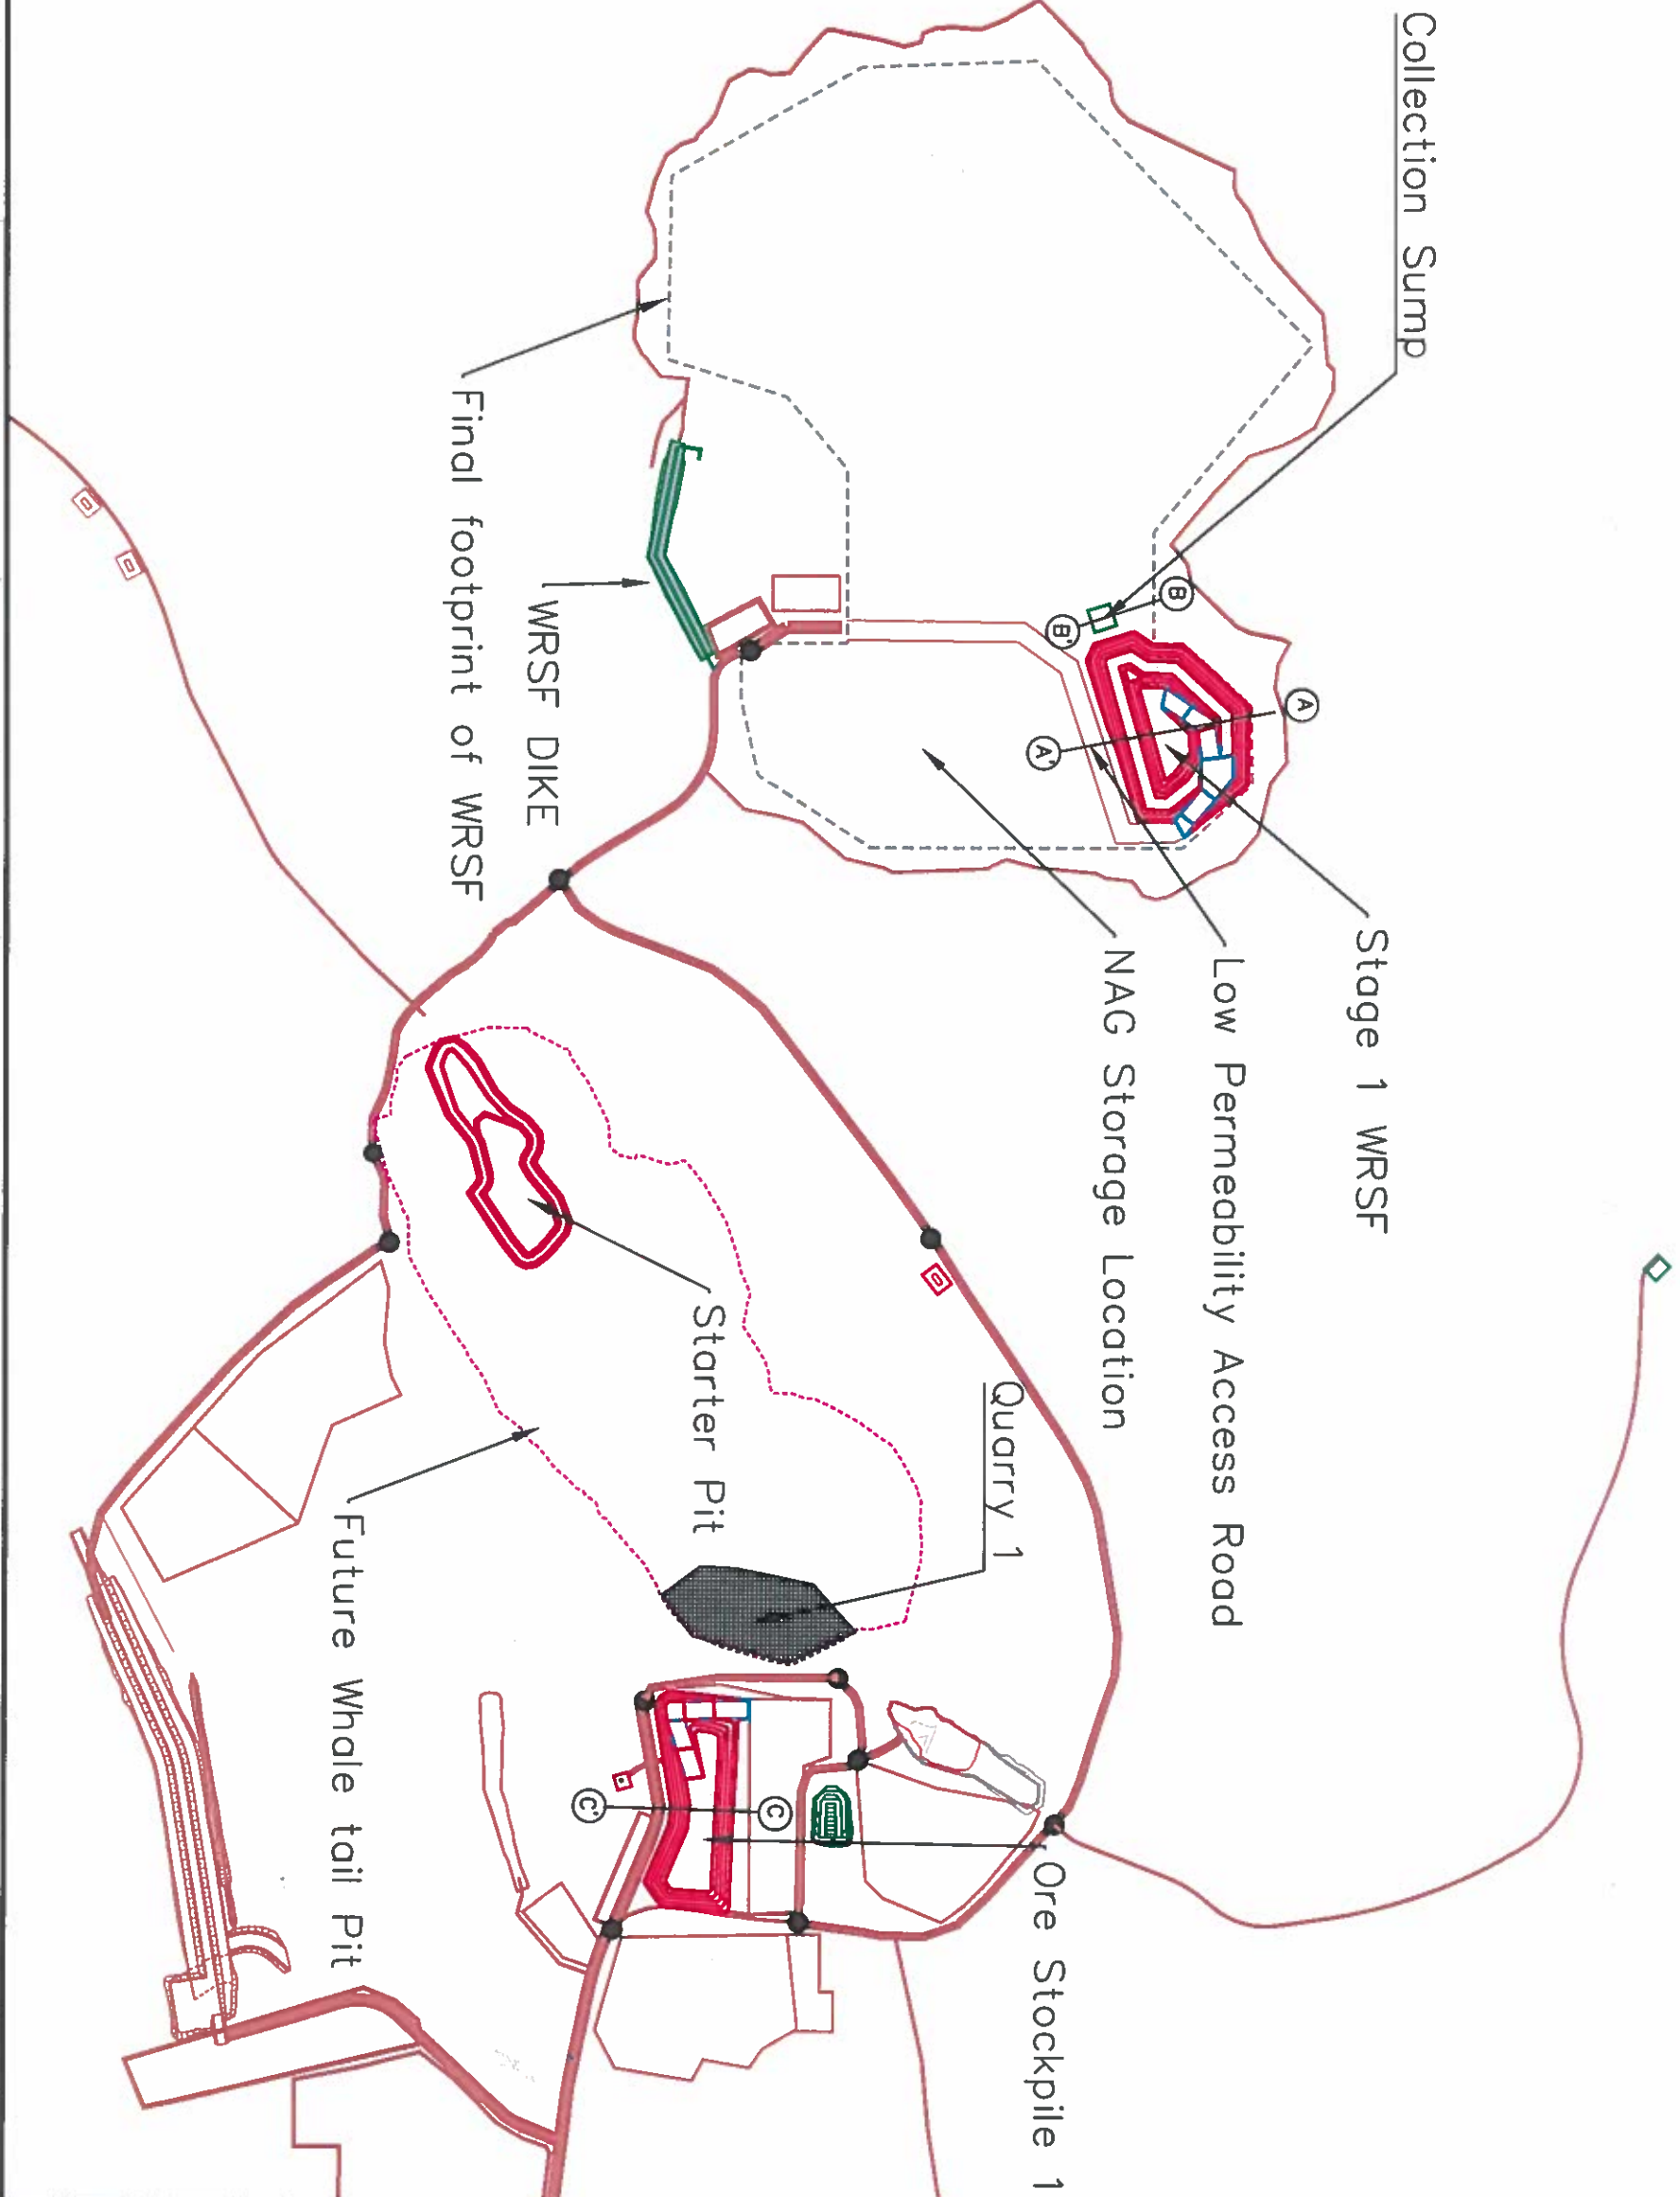 Collection Sump
Stage 1 WRSF
Low Permeability Access Road
NAG Storage Location
Quarry 1
Ore Stockpile 1
Starter Pit
WRSF DIKE
Final footprint of WRSF
Future Whale tail Pit
A
A'
B
B'
C
C'